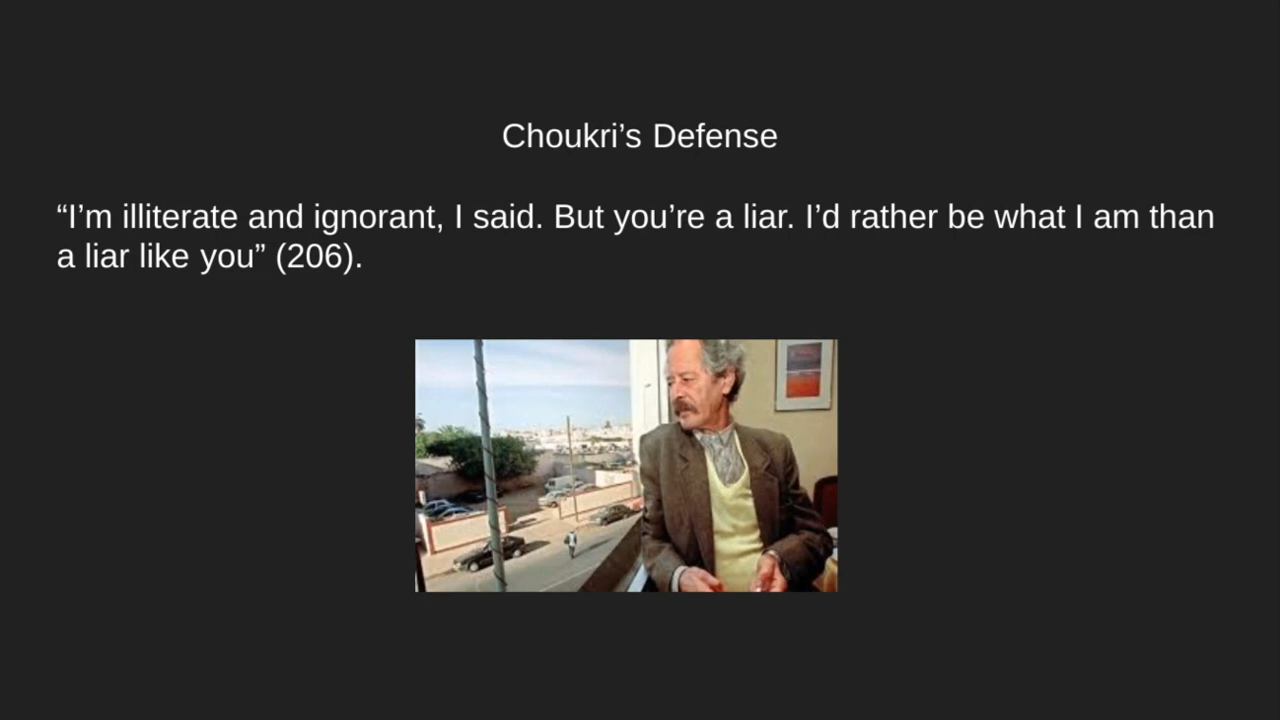 Choukri’s Defense
“I’m illiterate and ignorant, I said. But you’re a liar. I’d rather be what I am than
a liar like you” (206).